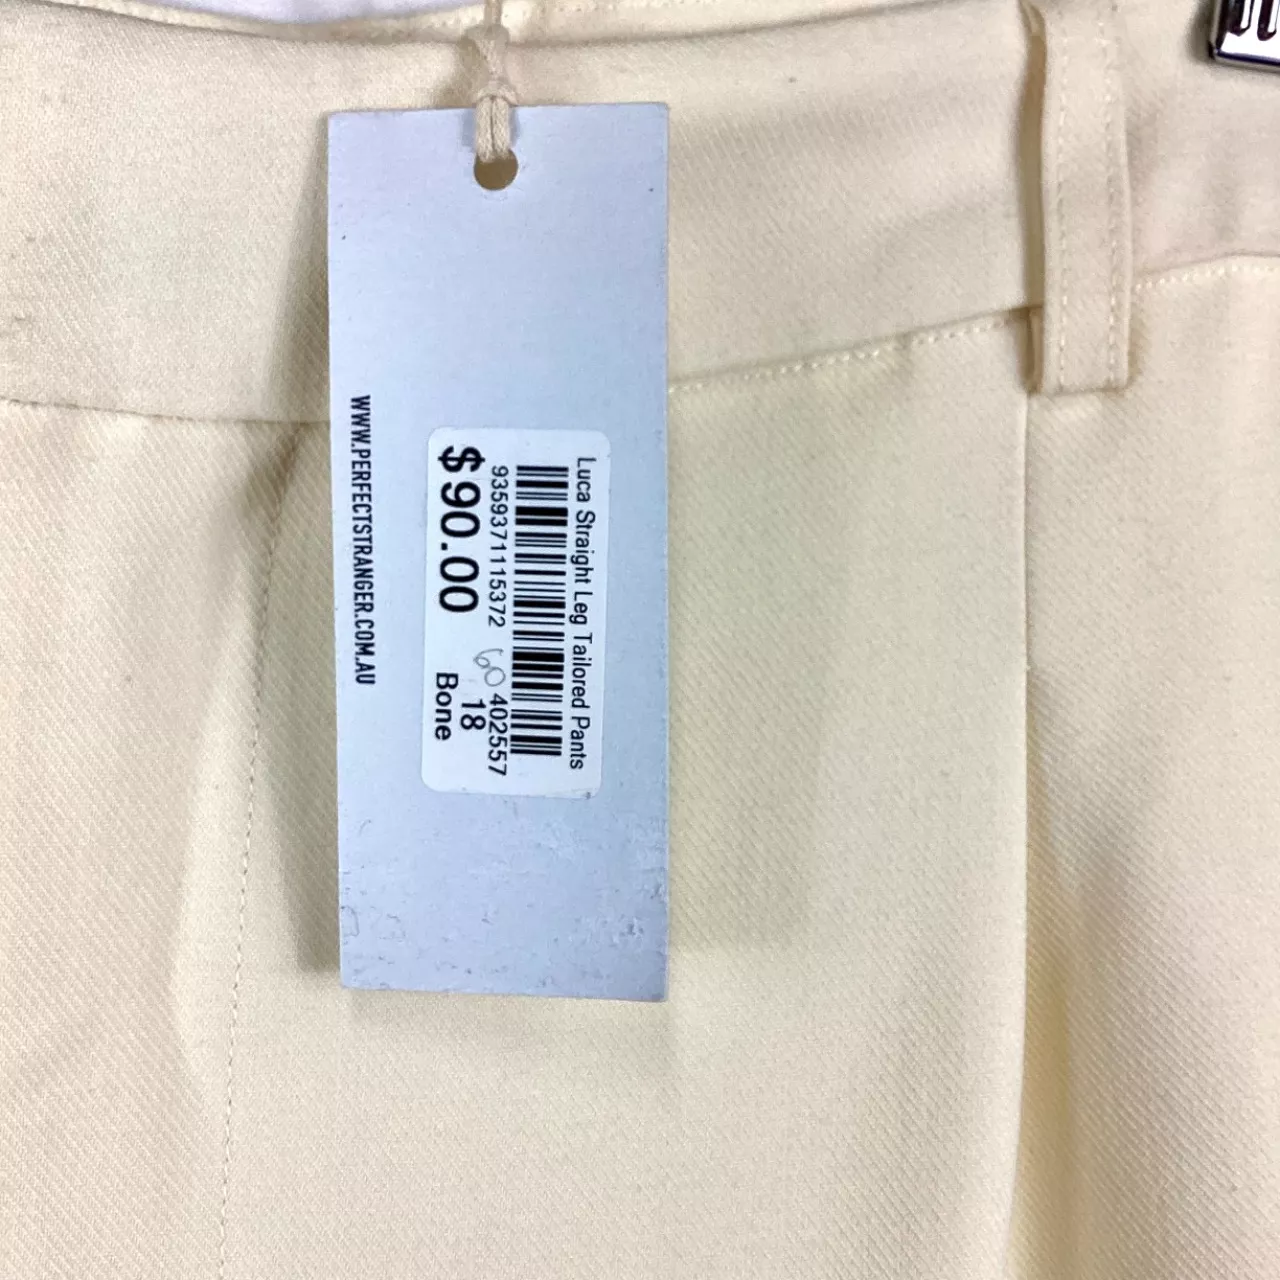 WWW.PERFECTSTRANGER.COM.AU
Luca Straight Leg Tailored Pants
9359371115372 402557
60
$90.00 18
Bone